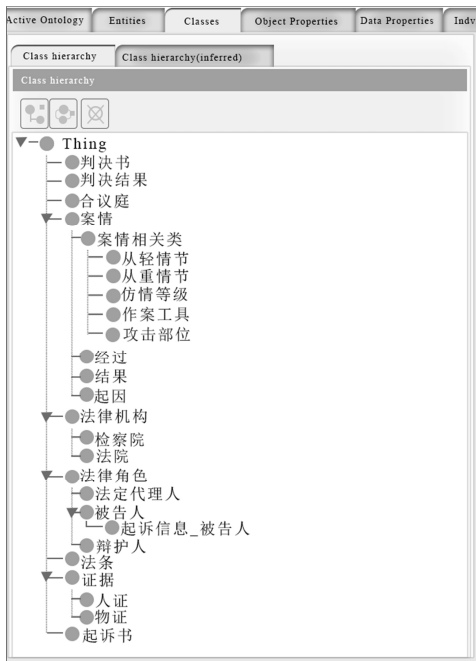 Active Ontology Entities Classes Object Properties Data Properties Indv
Class hierarchy Class hierarchy(inferred)
Class hierarchy
Thing
判决书
判决结果
合议庭
案情
案情相关类
从轻情节
从重情节
仿情等级
作案工具
攻击部位
经过
结果
起因
法律机构
检察院
法院
法律角色
法定代理人
被告人
起诉信息_被告人
辩护人
法条
证据
人证
物证
起诉书